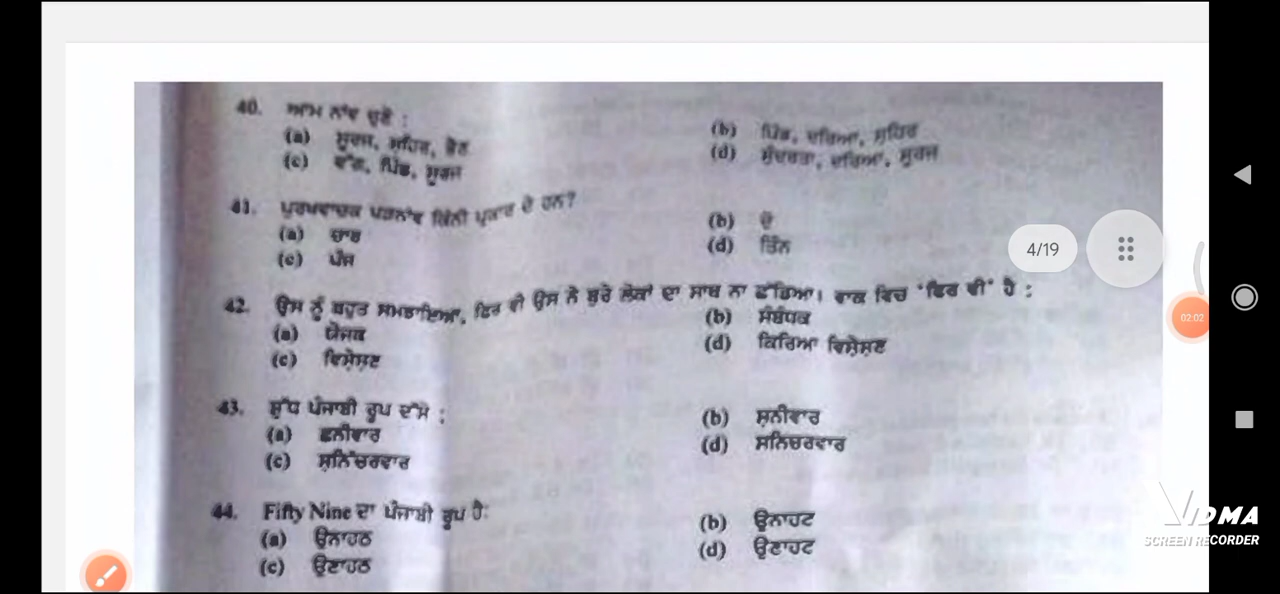 40. ਆਮ ਨਾਂਵ ਚੁਣੋ :
(a) ਸੂਰਜ, ਸ਼ਹਿਰ, ਭੈਣ (b) ਪਿੰਡ, ਦਰਿਆ, ਸ਼ਹਿਰ
(c) ਵੱਗ, ਪਿੰਡ, ਸੂਰਜ (d) ਸੁੰਦਰਤਾ, ਦਰਿਆ, ਸੂਰਜ
41. ਪੁਰਖਵਾਚਕ ਪੜਨਾਂਵ ਕਿੰਨੀ ਪ੍ਰਕਾਰ ਦੇ ਹਨ?
(a) ਚਾਰ (b) ਦੋ
(c) ਪੰਜ (d) ਤਿੰਨ
42. ਉਸ ਨੂੰ ਬਹੁਤ ਸਮਝਾਇਆ, ਫਿਰ ਵੀ ਉਸ ਨੇ ਬੁਰੇ ਲੋਕਾਂ ਦਾ ਸਾਥ ਨਾ ਛੱਡਿਆ। ਵਾਕ ਵਿਚ 'ਫਿਰ ਵੀ' ਹੈ :
(a) ਯੋਜਕ (b) ਸੰਬੰਧਕ
(c) ਵਿਸ਼ੇਸ਼ਣ (d) ਕਿਰਿਆ ਵਿਸ਼ੇਸ਼ਣ
43. ਸ਼ੁੱਧ ਪੰਜਾਬੀ ਰੂਪ ਦੱਸੋ :
(a) ਛਨੀਵਾਰ (b) ਸ਼ਨੀਵਾਰ
(c) ਸ਼ਨਿੱਚਰਵਾਰ (d) ਸਨਿਚਰਵਾਰ
44. Fifty Nine ਦਾ ਪੰਜਾਬੀ ਰੂਪ ਹੈ:
(a) ਉਨਾਹਠ (b) ਉਨਾਹਟ
(c) ਉਣਾਹਠ (d) ਉਣਾਹਟ
4/19
02:02
VIDMA
SCREEN RECORDER